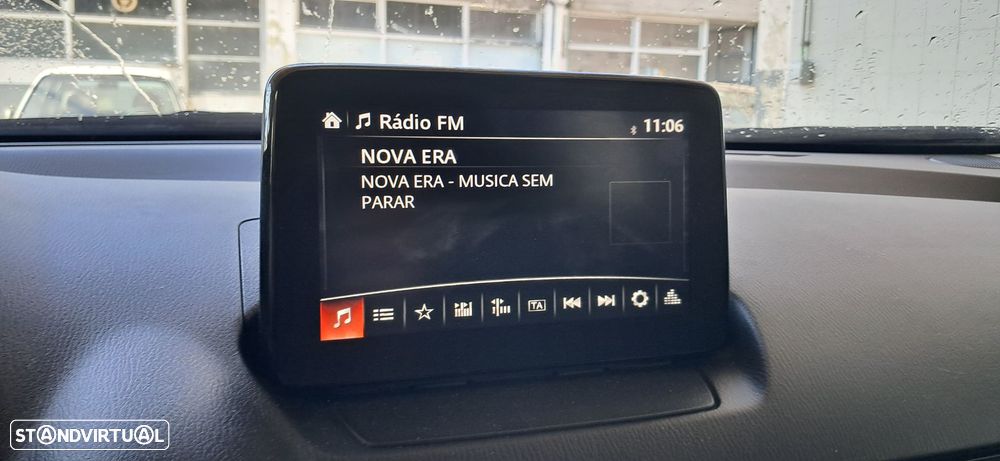 Rádio FM
11:06
NOVA ERA
NOVA ERA - MUSICA SEM
PARAR
TA
STANDVIRTUAL